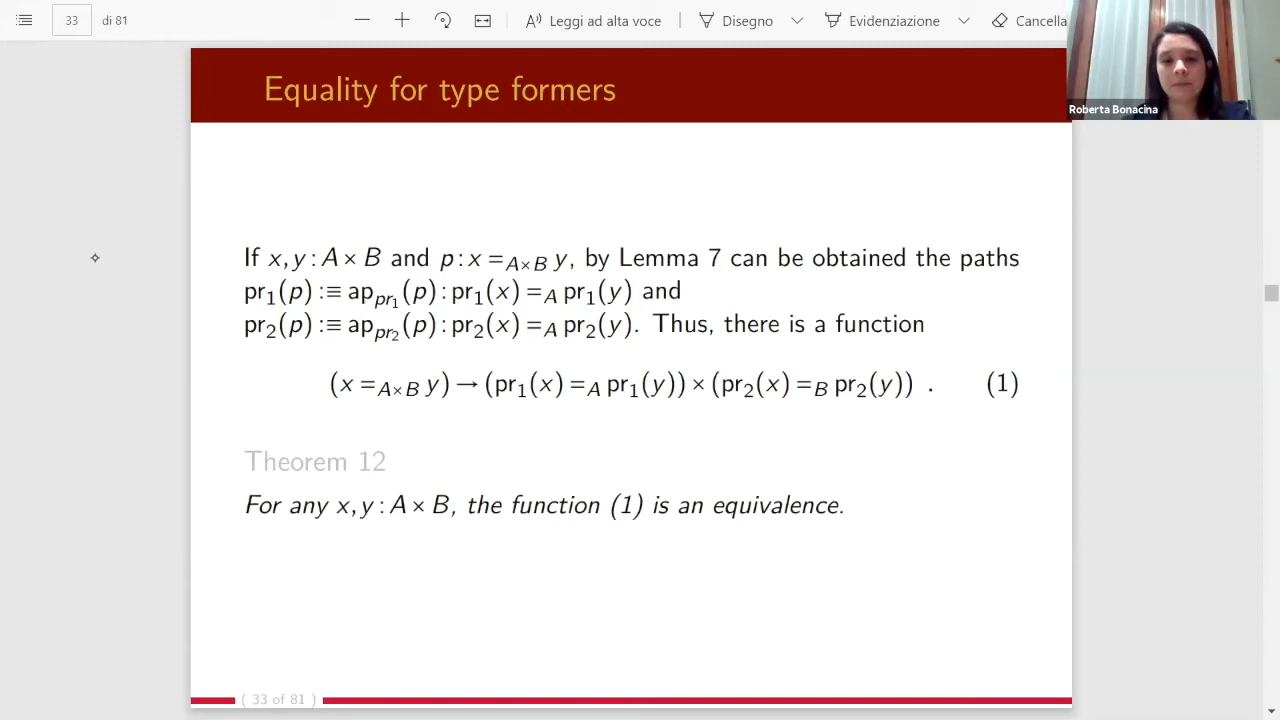 33 di 81 Leggi ad alta voce Disegno Evidenziazione Cancella
Roberta Bonacina
Equality for type formers
If x, y : A × B and p : x =_{A×B} y, by Lemma 7 can be obtained the paths
pr₁(p) :≡ ap_{pr₁}(p) : pr₁(x) =_A pr₁(y) and
pr₂(p) :≡ ap_{pr₂}(p) : pr₂(x) =_A pr₂(y). Thus, there is a function
(x =_{A×B} y) → (pr₁(x) =_A pr₁(y)) × (pr₂(x) =_B pr₂(y)) . (1)
Theorem 12
For any x, y : A × B, the function (1) is an equivalence.
( 33 of 81 )